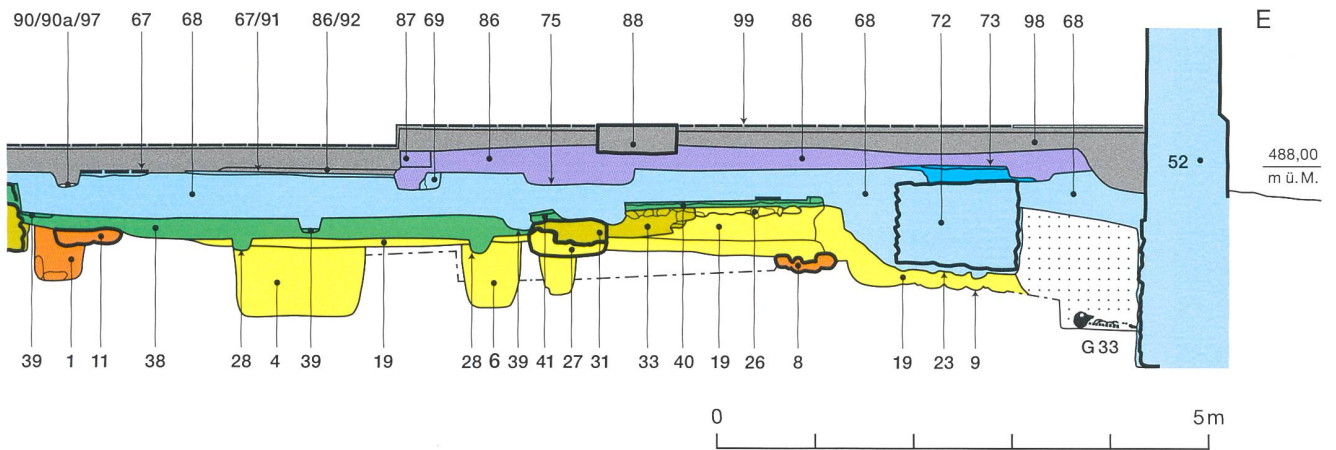 90/90a/97 67 68 67/91 86/92 87 69 86 75 88 99 86 68 72 73 98 68 E
52
488,00
m ü. M.
39 1 11 38 28 4 39 19 28 6 39 41 27 31 33 40 19 26 8 19 23 9
G 33
0 5 m